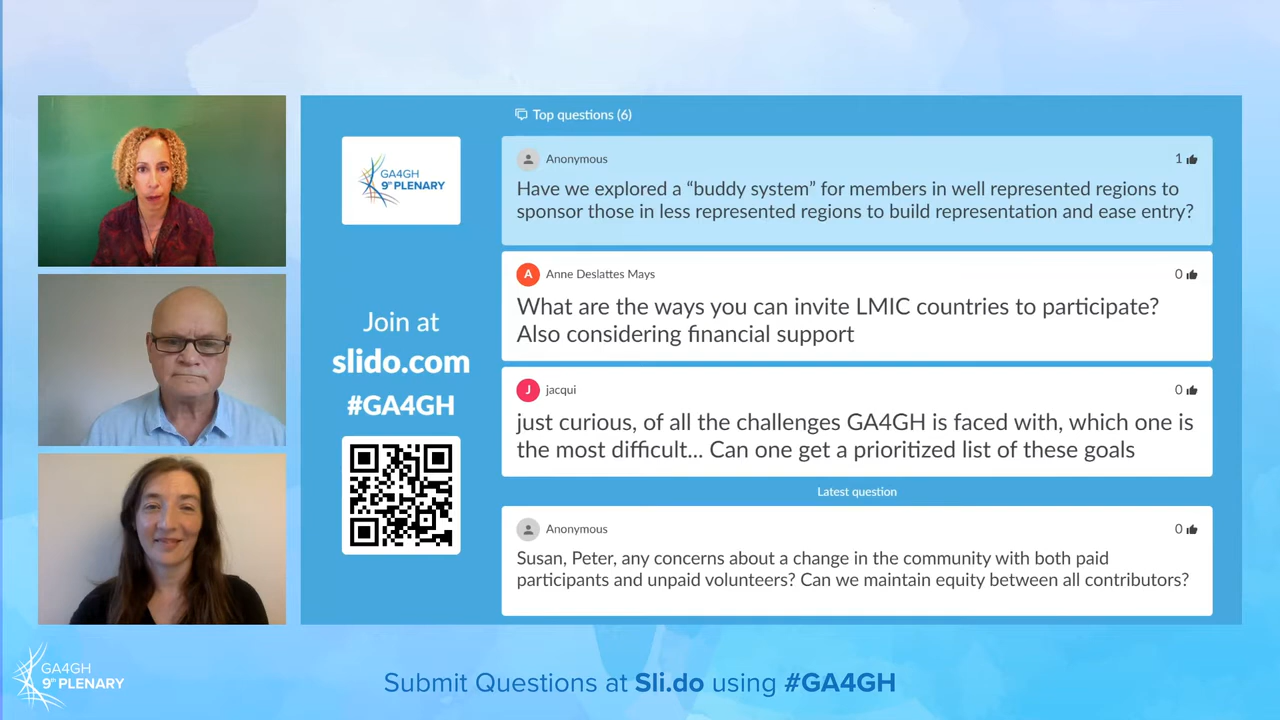 Top questions (6)
GA4GH
9th PLENARY
Join at
slido.com
#GA4GH
Anonymous
1
Have we explored a “buddy system” for members in well represented regions to
sponsor those in less represented regions to build representation and ease entry?
A
Anne Deslattes Mays
0
What are the ways you can invite LMIC countries to participate?
Also considering financial support
J
jacqui
0
just curious, of all the challenges GA4GH is faced with, which one is
the most difficult... Can one get a prioritized list of these goals
Latest question
Anonymous
0
Susan, Peter, any concerns about a change in the community with both paid
participants and unpaid volunteers? Can we maintain equity between all contributors?
GA4GH
9th PLENARY
Submit Questions at Sli.do using #GA4GH